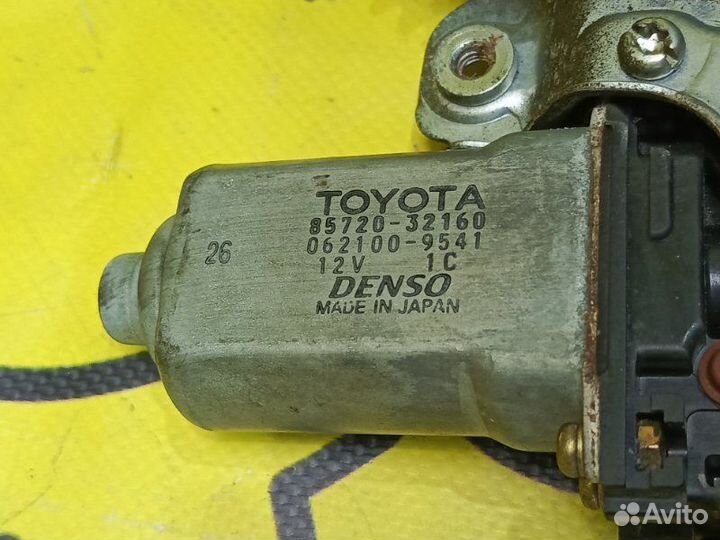 TOYOTA
85720-32160
062100-9541
12V 1C
DENSO
MADE IN JAPAN
26
Avito